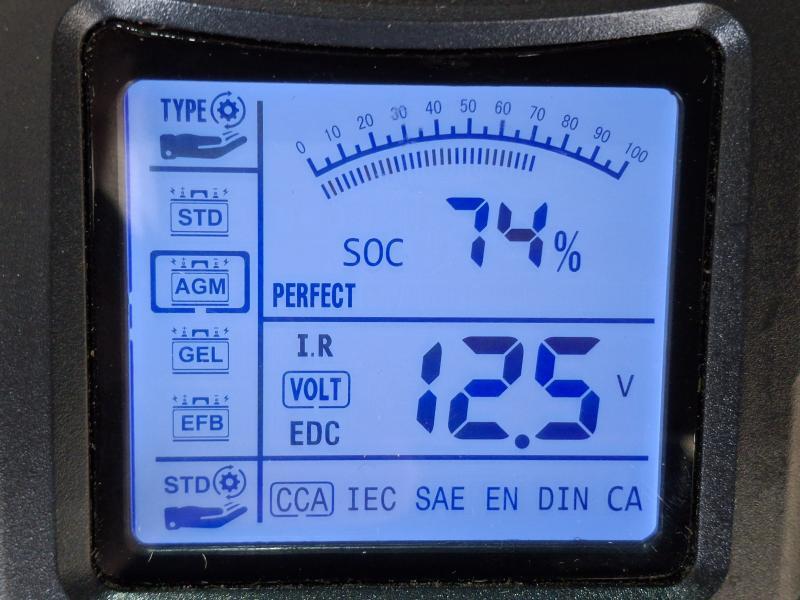 TYPE
0 10 20 30 40 50 60 70 80 90 100
STD
SOC 74%
AGM
PERFECT
GEL
I.R
VOLT 12.5 V
EFB
EDC
STD
CCA IEC SAE EN DIN CA